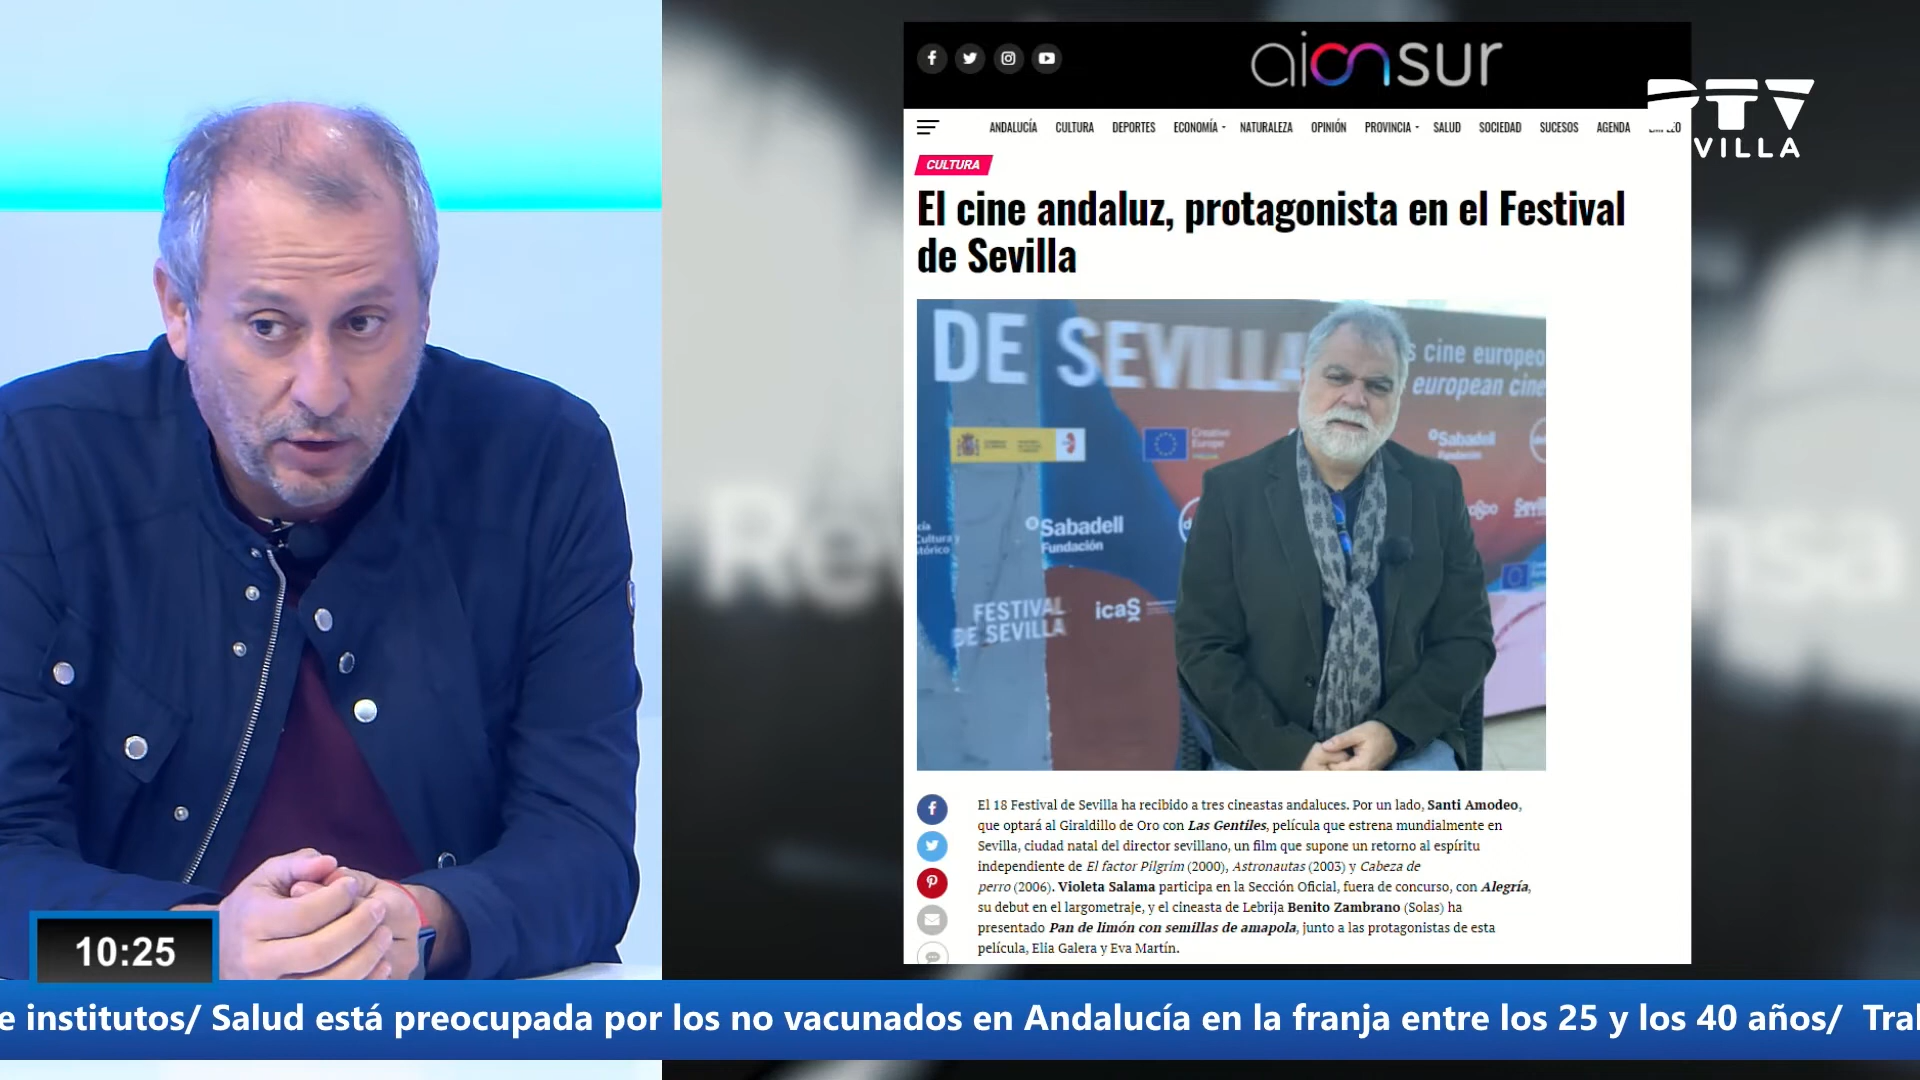 aionsur
RTV
VILLA
ANDALUCÍA CULTURA DEPORTES ECONOMÍA NATURALEZA OPINIÓN PROVINCIA SALUD SOCIEDAD SUCESOS AGENDA
CULTURA
El cine andaluz, protagonista en el Festival
de Sevilla
DE SEVILLA
s cine europeo
european cine
Creative
Europe
Sabadell
Fundación
Sabadell
Fundación
Cultura y
FESTIVAL
DE SEVILLA
icas
El 18 Festival de Sevilla ha recibido a tres cineastas andaluces. Por un lado, Santi Amodeo,
que optará al Giraldillo de Oro con Las Gentiles, película que estrena mundialmente en
Sevilla, ciudad natal del director sevillano, un film que supone un retorno al espíritu
independiente de El factor Pilgrim (2000), Astronautas (2003) y Cabeza de
perro (2006). Violeta Salama participa en la Sección Oficial, fuera de concurso, con Alegría,
su debut en el largometraje, y el cineasta de Lebrija Benito Zambrano (Solas) ha
presentado Pan de limón con semillas de amapola, junto a las protagonistas de esta
película, Elia Galera y Eva Martín.
10:25
e institutos/ Salud está preocupada por los no vacunados en Andalucía en la franja entre los 25 y los 40 años/ Tra